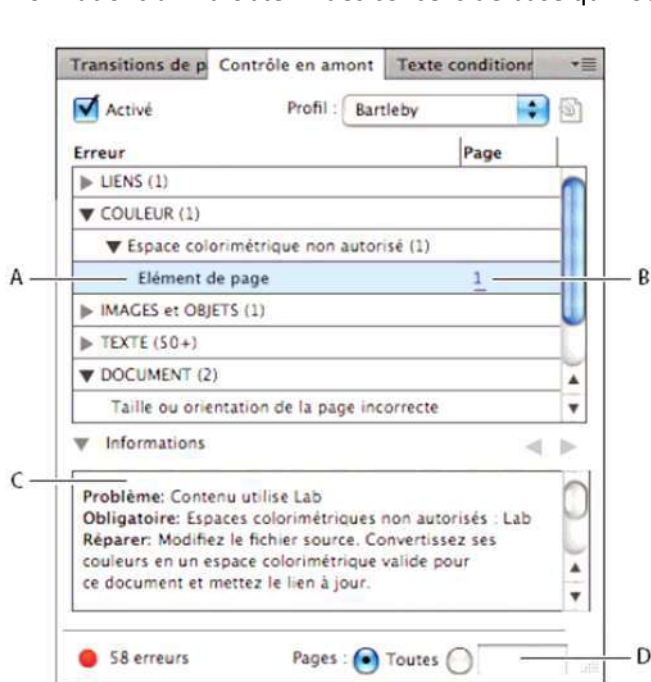 Transitions de p Contrôle en amont Texte conditionn
Activé Profil : Bartleby
Erreur Page
LIENS (1)
COULEUR (1)
Espace colorimétrique non autorisé (1)
A Elément de page 1 B
IMAGES et OBJETS (1)
TEXTE (50+)
DOCUMENT (2)
Taille ou orientation de la page incorrecte
Informations
C
Problème: Contenu utilise Lab
Obligatoire: Espaces colorimétriques non autorisés : Lab
Réparer: Modifiez le fichier source. Convertissez ses
couleurs en un espace colorimétrique valide pour
ce document et mettez le lien à jour.
58 erreurs Pages : Toutes D